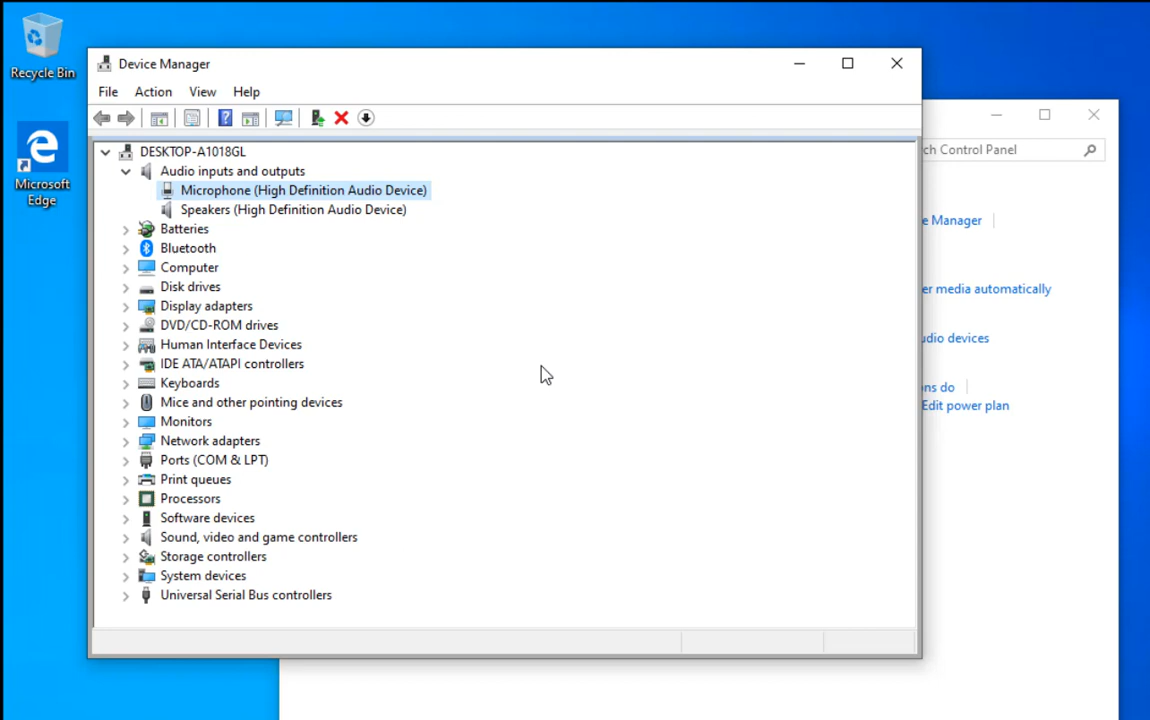 Recycle Bin
Microsoft
Edge
Device Manager
File Action View Help
DESKTOP-A1018GL
Audio inputs and outputs
Microphone (High Definition Audio Device)
Speakers (High Definition Audio Device)
Batteries
Bluetooth
Computer
Disk drives
Display adapters
DVD/CD-ROM drives
Human Interface Devices
IDE ATA/ATAPI controllers
Keyboards
Mice and other pointing devices
Monitors
Network adapters
Ports (COM & LPT)
Print queues
Processors
Software devices
Sound, video and game controllers
Storage controllers
System devices
Universal Serial Bus controllers
ch Control Panel
e Manager
er media automatically
udio devices
ns do
Edit power plan